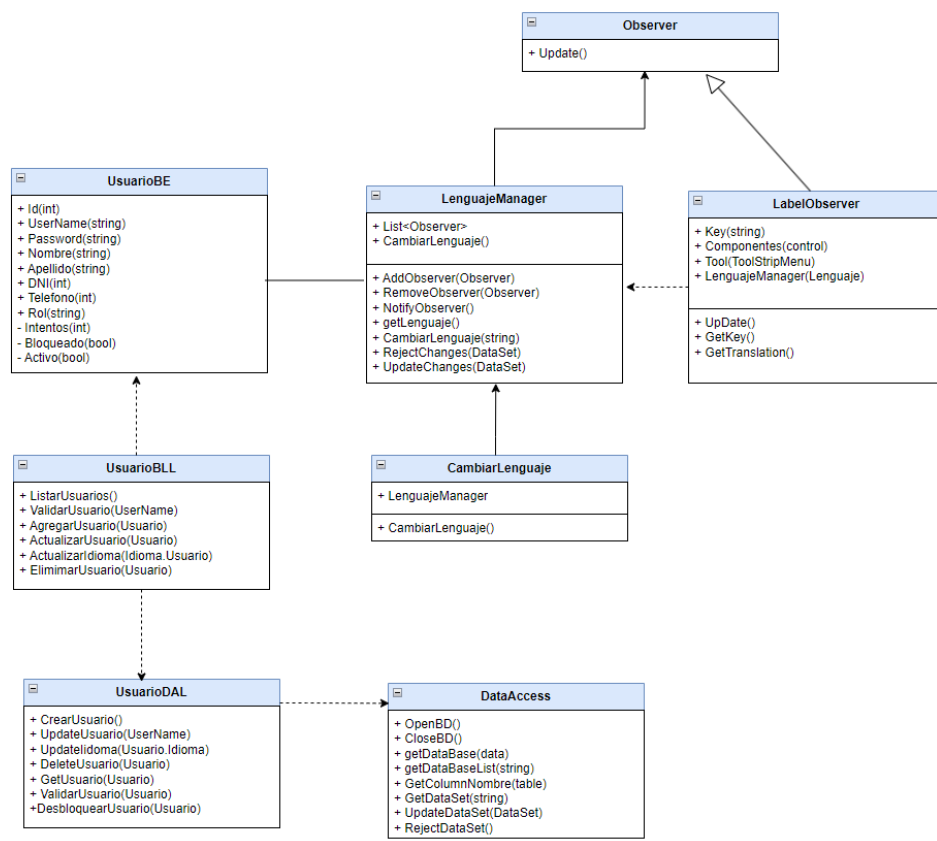 Observer
+ Update()
UsuarioBE
+ Id(int)
+ UserName(string)
+ Password(string)
+ Nombre(string)
+ Apellido(string)
+ DNI(int)
+ Telefono(int)
+ Rol(string)
- Intentos(int)
- Bloqueado(bool)
- Activo(bool)
LenguajeManager
+ List<Observer>
+ CambiarLenguaje()
+ AddObserver(Observer)
+ RemoveObserver(Observer)
+ NotifyObserver()
+ getLenguaje()
+ CambiarLenguaje(string)
+ RejectChanges(DataSet)
+ UpdateChanges(DataSet)
LabelObserver
+ Key(string)
+ Componentes(control)
+ Tool(ToolStripMenu)
+ LenguajeManager(Lenguaje)
+ UpDate()
+ GetKey()
+ GetTranslation()
UsuarioBLL
+ ListarUsuarios()
+ ValidarUsuario(UserName)
+ AgregarUsuario(Usuario)
+ ActualizarUsuario(Usuario)
+ ActualizarIdioma(Idioma.Usuario)
+ ElimimarUsuario(Usuario)
CambiarLenguaje
+ LenguajeManager
+ CambiarLenguaje()
UsuarioDAL
+ CrearUsuario()
+ UpdateUsuario(UserName)
+ UpdateIidoma(Usuario.Idioma)
+ DeleteUsuario(Usuario)
+ GetUsuario(Usuario)
+ ValidarUsuario(Usuario)
+DesbloquearUsuario(Usuario)
DataAccess
+ OpenBD()
+ CloseBD()
+ getDataBase(data)
+ getDataBaseList(string)
+ GetColumnNombre(table)
+ GetDataSet(string)
+ UpdateDataSet(DataSet)
+ RejectDataSet()